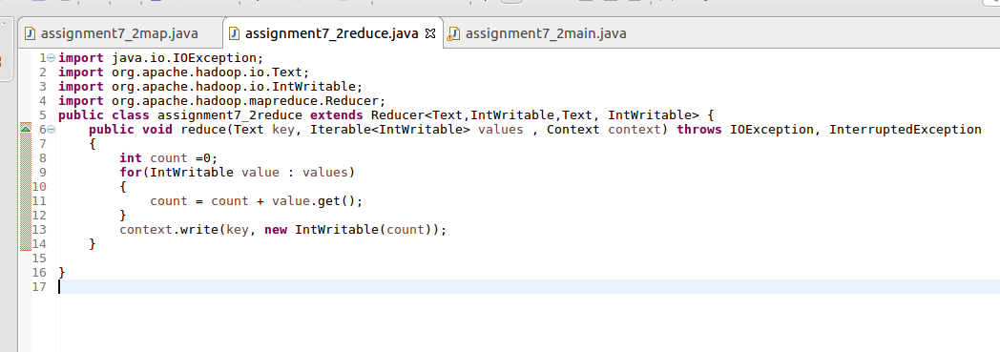 assignment7_2map.java assignment7_2reduce.java assignment7_2main.java
1 import java.io.IOException;
2 import org.apache.hadoop.io.Text;
3 import org.apache.hadoop.io.IntWritable;
4 import org.apache.hadoop.mapreduce.Reducer;
5 public class assignment7_2reduce extends Reducer<Text,IntWritable,Text, IntWritable> {
6     public void reduce(Text key, Iterable<IntWritable> values , Context context) throws IOException, InterruptedException
7     {
8         int count =0;
9         for(IntWritable value : values)
10         {
11             count = count + value.get();
12         }
13         context.write(key, new IntWritable(count));
14     }
15
16 }
17